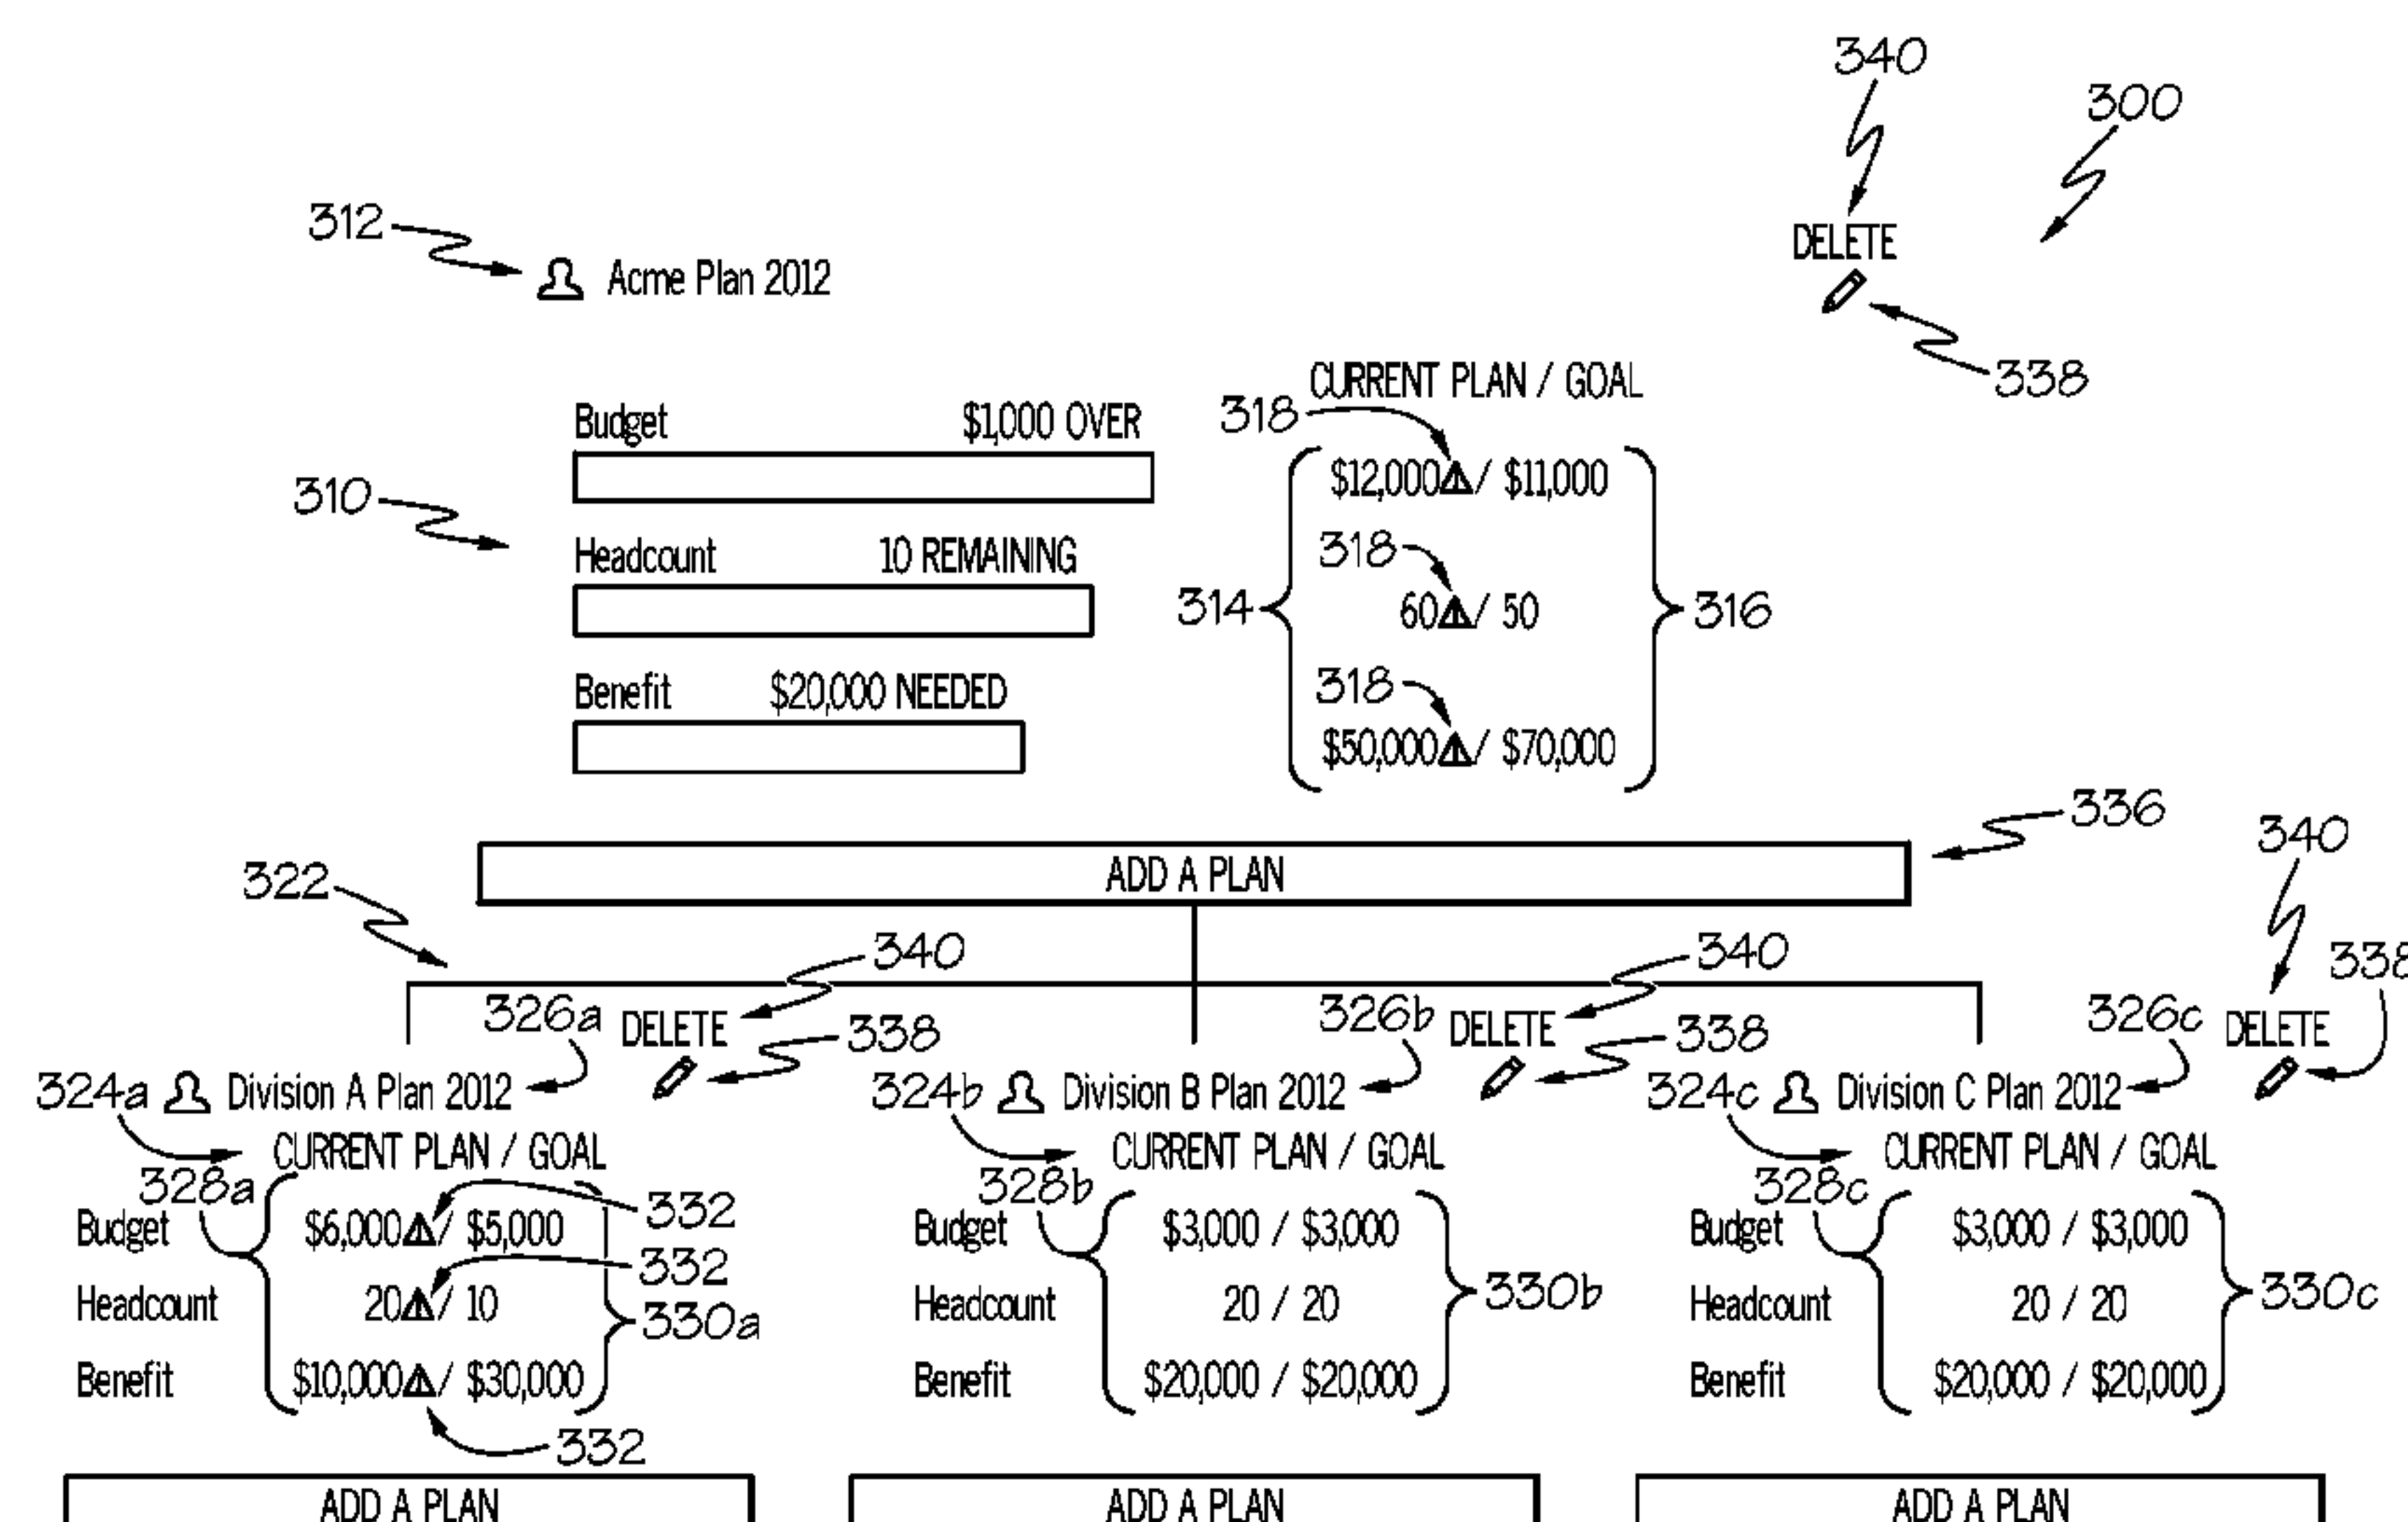 340
300
312
DELETE
Acme Plan 2012
338
CURRENT PLAN / GOAL
Budget $1,000 OVER
318
$12,000 / $11,000
310
Headcount 10 REMAINING
318
314 60 / 50 316
Benefit $20,000 NEEDED
318
$50,000 / $70,000
336
340
322
ADD A PLAN
340
340
338
326a DELETE
338
326b DELETE
338
326c DELETE
324a Division A Plan 2012
324b Division B Plan 2012
324c Division C Plan 2012
CURRENT PLAN / GOAL
CURRENT PLAN / GOAL
CURRENT PLAN / GOAL
328a
328b
328c
332
Budget $6,000 / $5,000
Budget $3,000 / $3,000
Budget $3,000 / $3,000
332
Headcount 20 / 10
Headcount 20 / 20
330b
Headcount 20 / 20
330c
330a
Benefit $10,000 / $30,000
Benefit $20,000 / $20,000
Benefit $20,000 / $20,000
332
ADD A PLAN
ADD A PLAN
ADD A PLAN